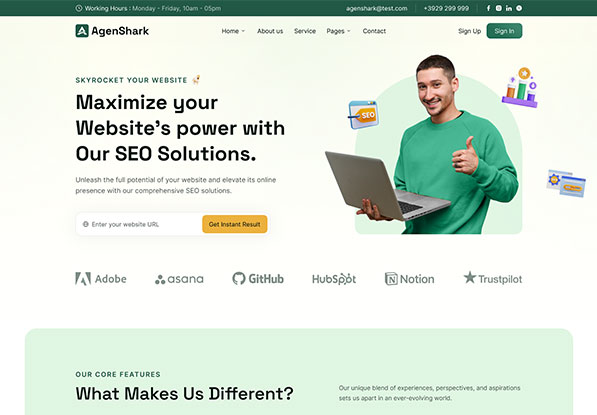 Working Hours : Monday - Friday, 10am - 05pm
agenshark@test.com
+3929 299 999
AgenShark
Home
About us
Service
Pages
Contact
Sign Up
Sign In
SKYROCKET YOUR WEBSITE
Maximize your
Website's power with
Our SEO Solutions.
Unleash the full potential of your website and elevate its online
presence with our comprehensive SEO solutions.
Enter your website URL
Get Instant Result
SEO
Adobe
asana
GitHub
HubSpot
Notion
Trustpilot
OUR CORE FEATURES
What Makes Us Different?
Our unique blend of experiences, perspectives, and aspirations
sets us apart in an ever-evolving world.